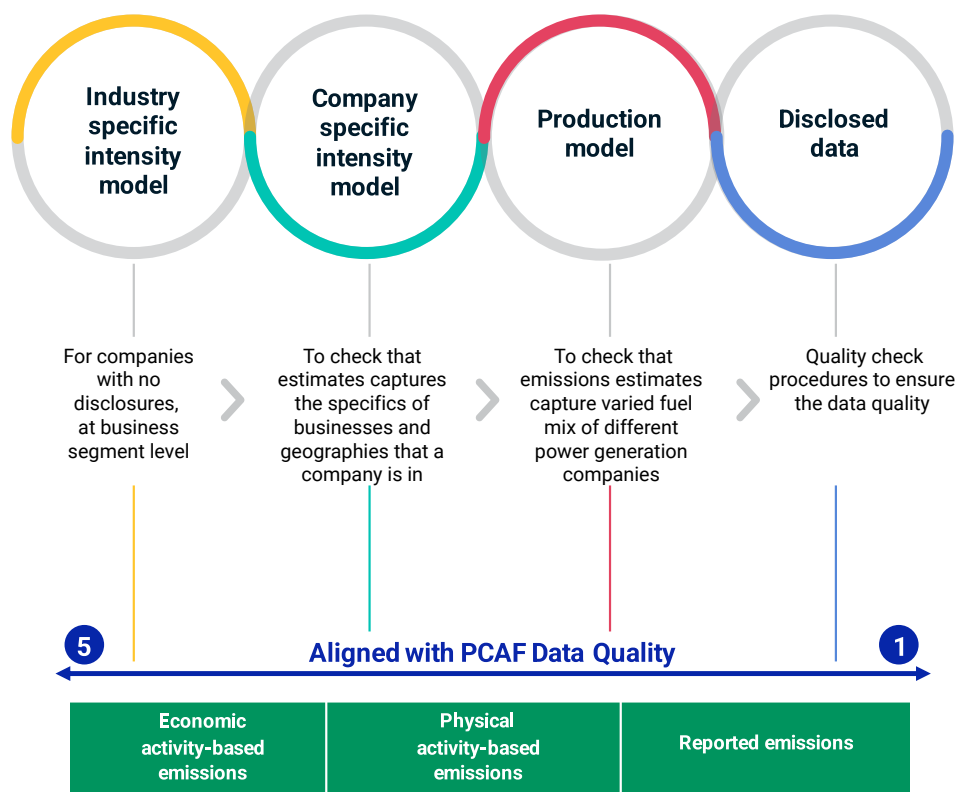 Industry
specific
intensity
model
Company
specific
intensity
model
Production
model
Disclosed
data
For companies
with no
disclosures,
at business
segment level
To check that
estimates captures
the specifics of
businesses and
geographies that a
company is in
To check that
emissions estimates
capture varied fuel
mix of different
power generation
companies
Quality check
procedures to ensure
the data quality
5
Aligned with PCAF Data Quality
1
Economic
activity-based
emissions
Physical
activity-based
emissions
Reported emissions